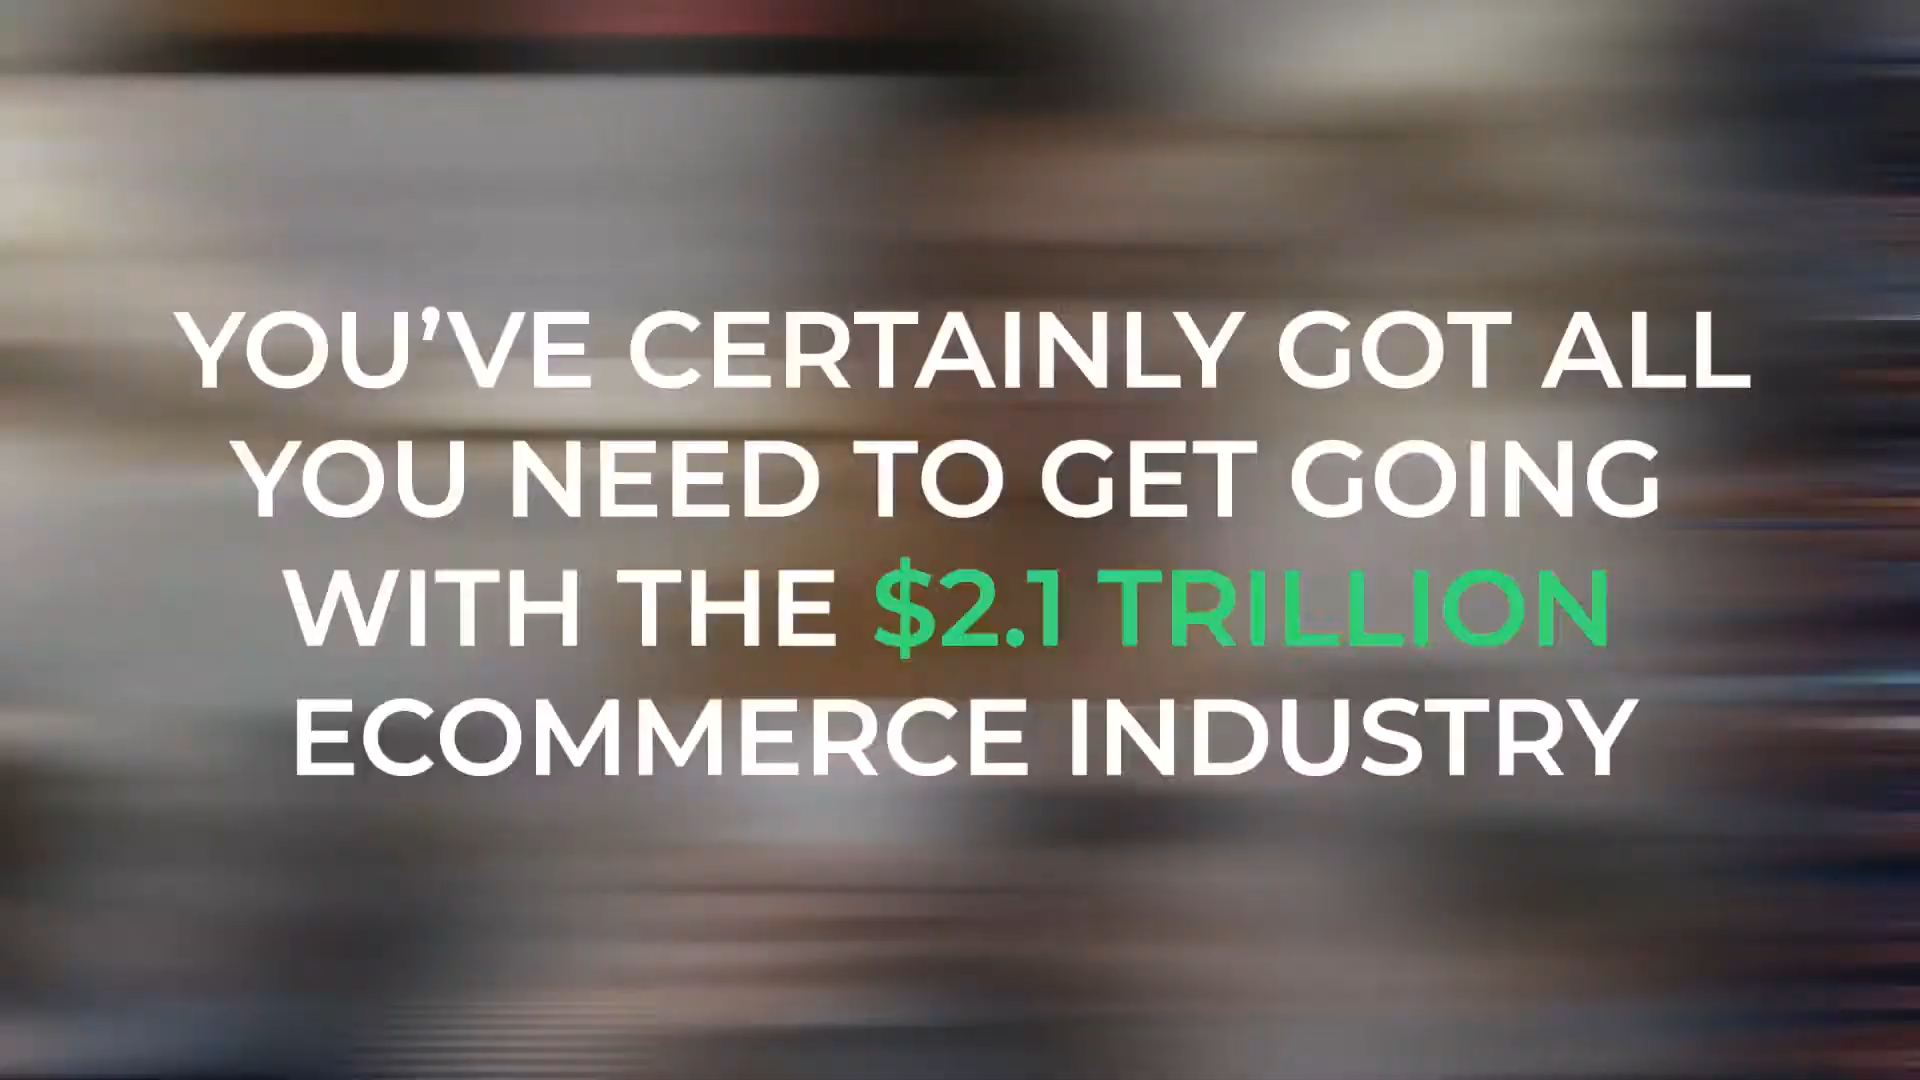 YOU’VE CERTAINLY GOT ALL
YOU NEED TO GET GOING
WITH THE $2.1 TRILLION
ECOMMERCE INDUSTRY